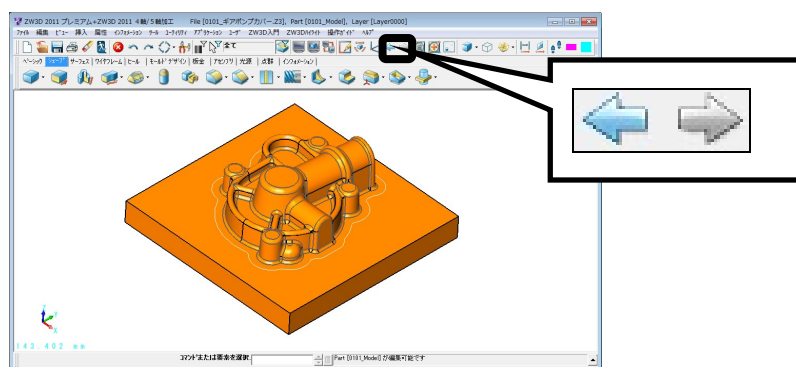 ZW3D 2011 プレミアム+ZW3D 2011 4軸/5軸加工 File [0101_ギアポンプカバー.Z3], Part [0101_Model], Layer [Layer0000]
ファイル 編集 ビュー 挿入 属性 インフォメーション ツール ユーティリティ アプリケーション ユーザ ZW3D入門 ZW3Dハイライト 操作ガイド ヘルプ
全て
ベーシック シェープ サーフェス ワイヤフレーム ヒール モールドデザイン 板金 アセンブリ 光源 点群 インフォメーション
Z
Y
X
143.402 mm
コマンドまたは要素を選択. Part [0101_Model] が編集可能です